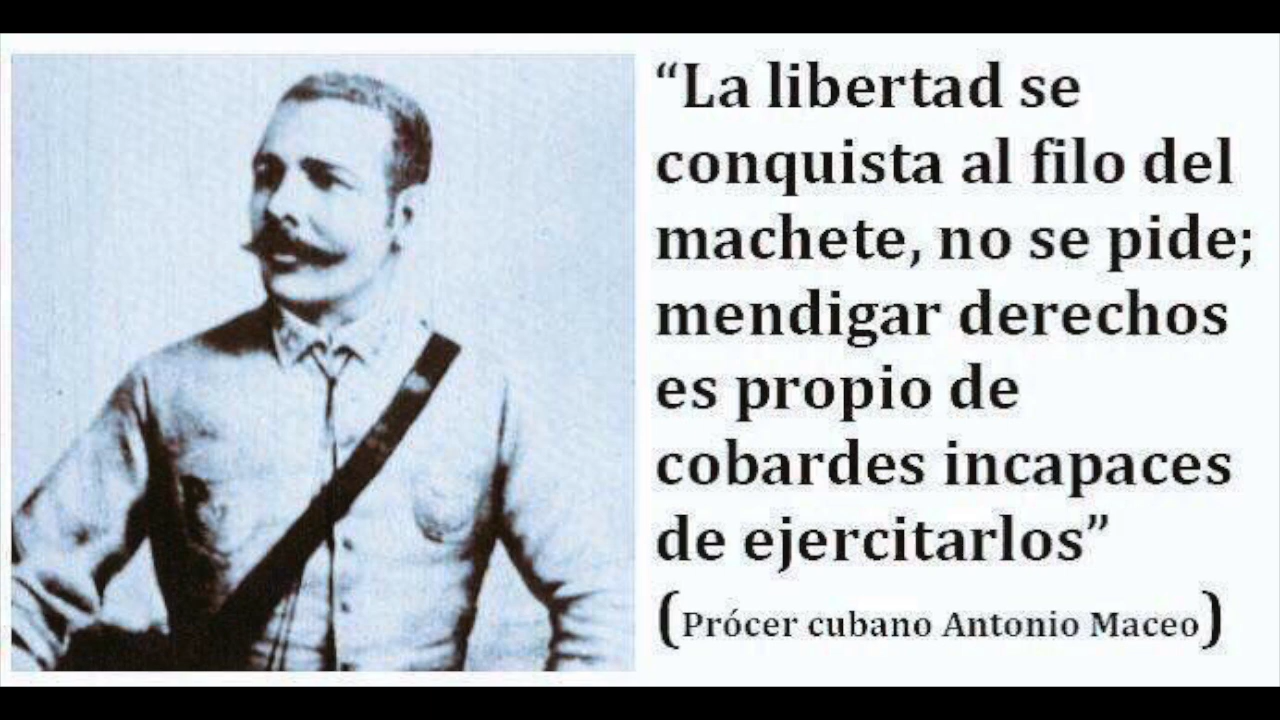 “La libertad se
conquista al filo del
machete, no se pide;
mendigar derechos
es propio de
cobardes incapaces
de ejercitarlos”
(Prócer cubano Antonio Maceo)